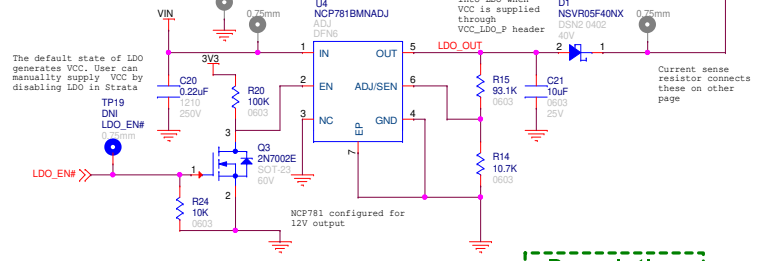 U4
NCP781BMNADJ
ADJ
DFN6
into LDO when
VCC is supplied
through
VCC_LDO_P header
D1
NSVR05F40NX
DSN2 0402
40V
VIN
0.75mm
0.75mm
The default state of LDO
generates VCC. User can
manuallty supply VCC by
disabling LDO in Strata
3V3
1
IN
OUT
5
LDO_OUT
2
1
C20
0.22uF
1210
250V
R20
100K
0603
2
EN
ADJ/SEN
6
R15
93.1K
0603
C21
10uF
0603
25V
Current sense
resistor connects
these on other
page
TP19
DNI
LDO_EN#
0.75mm
3
NC
GND
4
EP
7
3
Q3
2N7002E
SOT-23
60V
1
2
LDO_EN#
R14
10.7K
0603
R24
10K
0603
NCP781 configured for
12V output